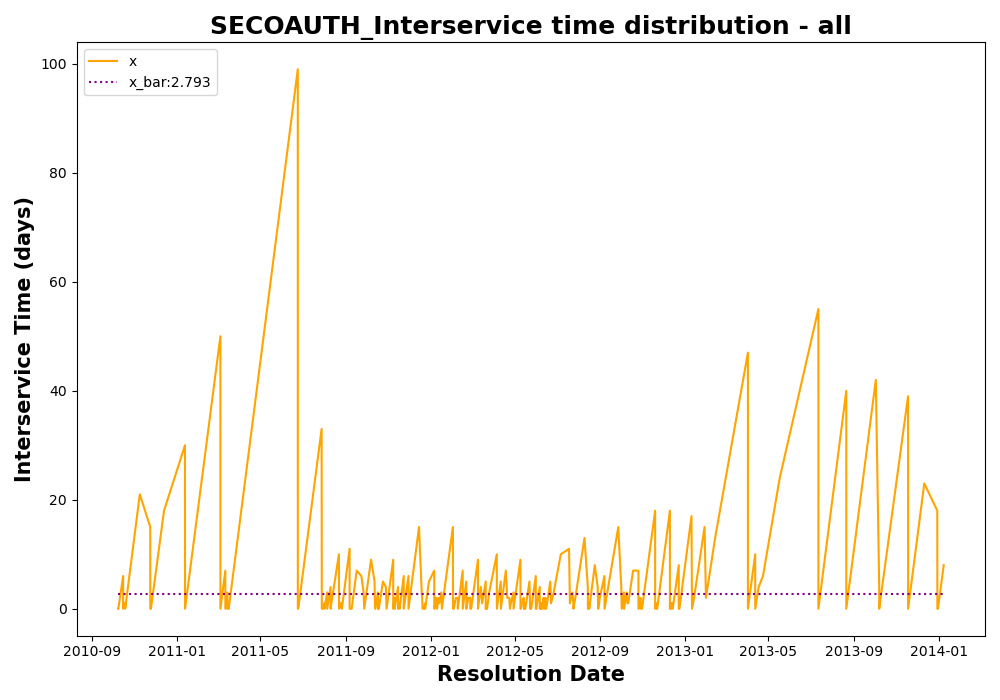 SECOAUTH_Interservice time distribution - all
x
x_bar:2.793
Interservice Time (days)
100
80
60
40
20
0
2010-09 2011-01 2011-05 2011-09 2012-01 2012-05 2012-09 2013-01 2013-05 2013-09 2014-01
Resolution Date